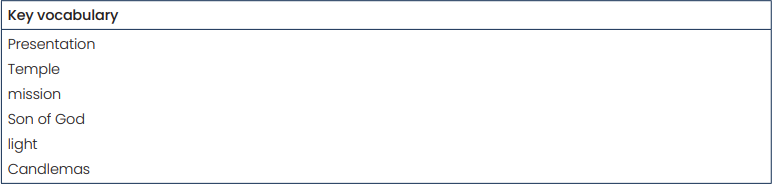 Key vocabulary
Presentation
Temple
mission
Son of God
light
Candlemas